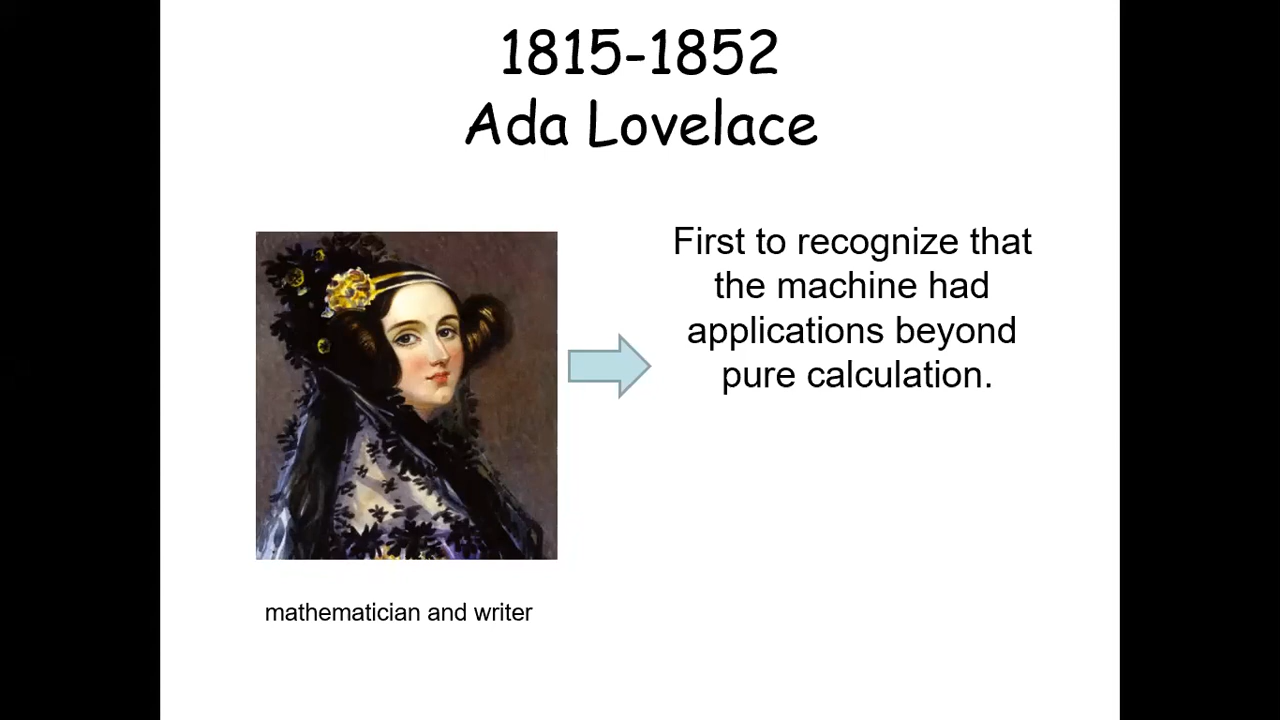 1815-1852
Ada Lovelace
First to recognize that
the machine had
applications beyond
pure calculation.
mathematician and writer